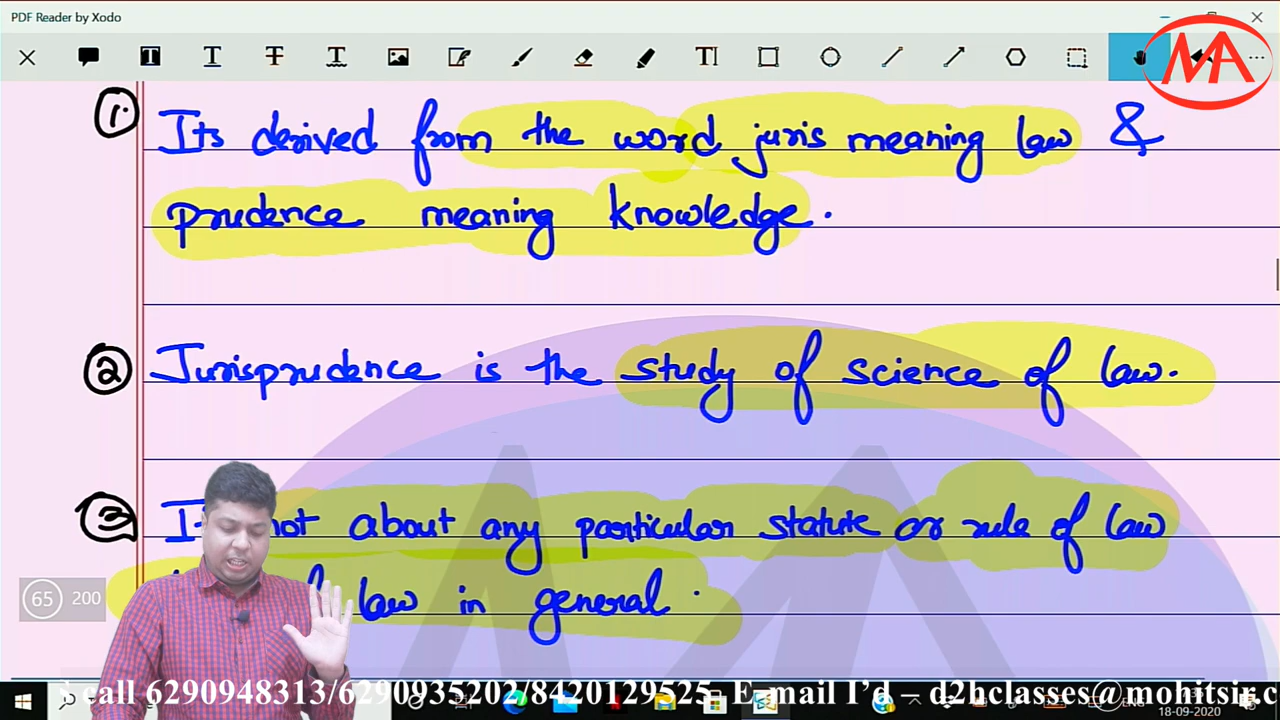 PDF Reader by Xodo
MA
1.
Its derived from the word juris meaning law &
prudence meaning knowledge.
2
Jurisprudence is the study of science of law.
3
not about any particular statute or rule of law
law in general.
65 200
call 6290948313/6290935202/8420129525 E-mail I'd – d2hclasses@mohitsir.c
ENG
18-09-2020